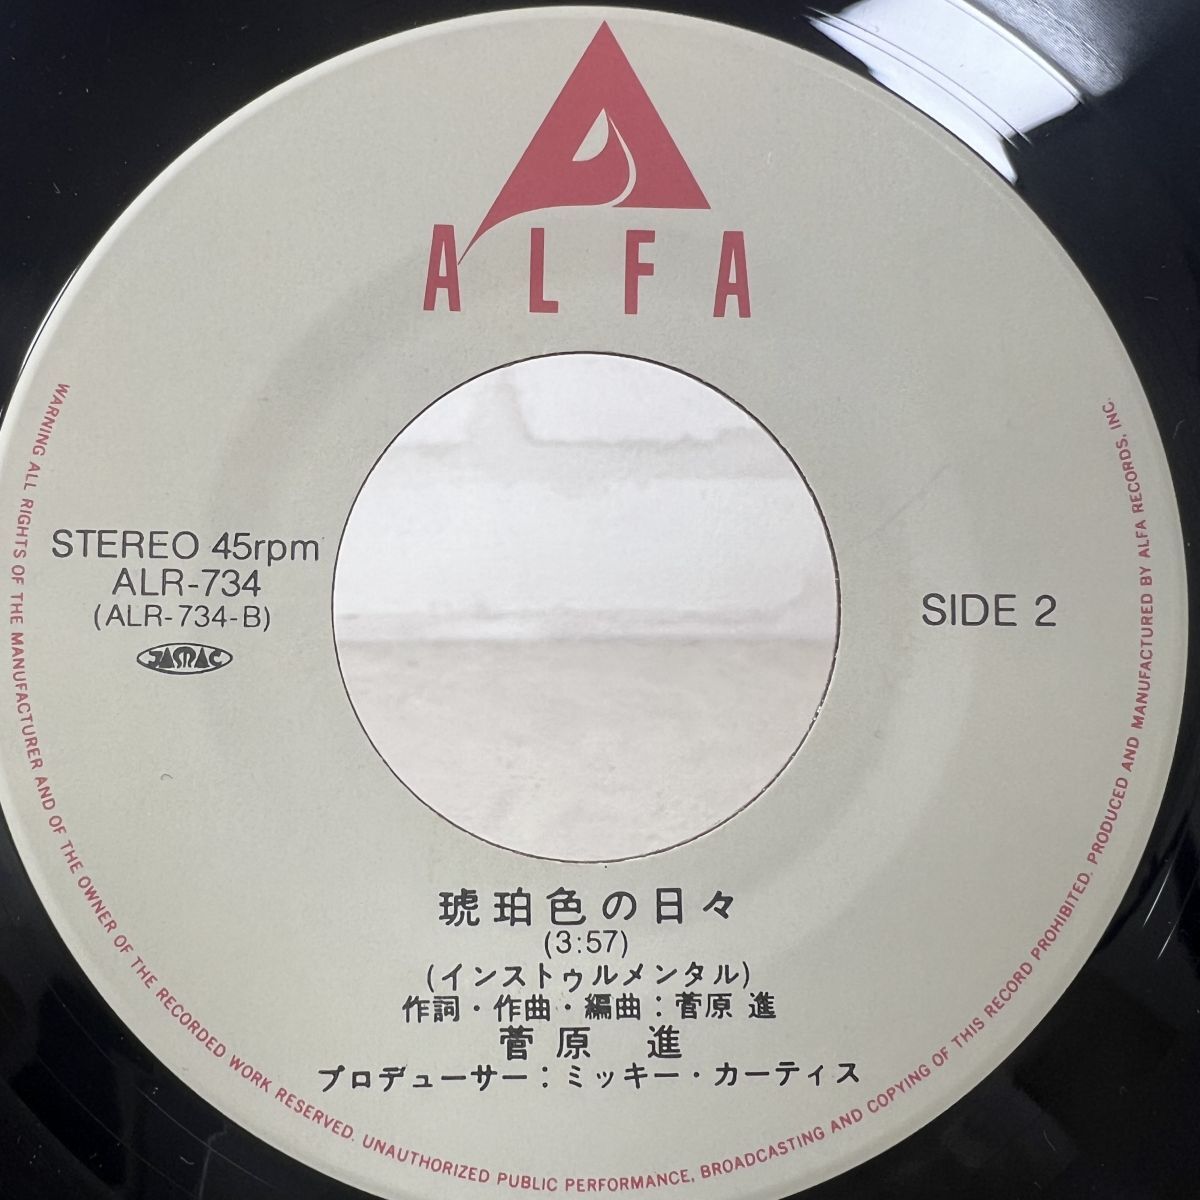 ALFA
STEREO 45rpm
ALR-734
(ALR-734-B)
JASRAC
SIDE 2
琥珀色の日々
(3:57)
(インストゥルメンタル)
作詞・作曲・編曲：菅原 進
菅原 進
プロデューサー：ミッキー・カーティス
WARNING ALL RIGHTS OF THE MANUFACTURER AND OF THE OWNER OF THE RECORDED WORK RESERVED. UNAUTHORIZED PUBLIC PERFORMANCE, BROADCASTING AND COPYING OF THIS RECORD PROHIBITED. PRODUCED AND MANUFACTURED BY ALFA RECORDS, INC.